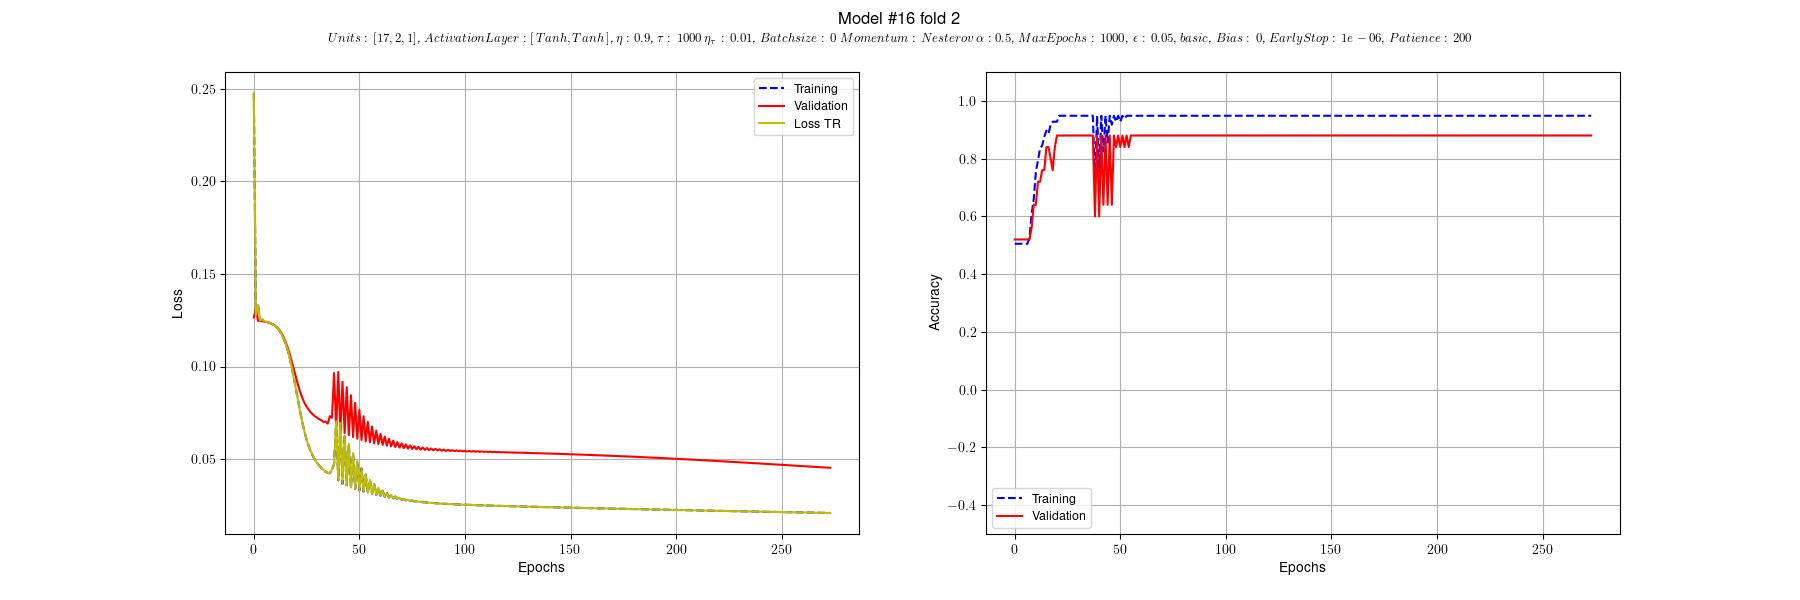 Model #16 fold 2
Units : [17, 2, 1], ActivationLayer : [Tanh, Tanh], η : 0.9, τ : 1000 η_τ : 0.01, Batchsize : 0 Momentum : Nesterov α : 0.5, MaxEpochs : 1000, ϵ : 0.05, basic, Bias : 0, EarlyStop : 1e − 06, Patience : 200
Training
Validation
Loss TR
0.25
0.20
0.15
0.10
0.05
Loss
0
50
100
150
200
250
Epochs
1.0
0.8
0.6
0.4
0.2
0.0
−0.2
−0.4
Accuracy
Training
Validation
0
50
100
150
200
250
Epochs